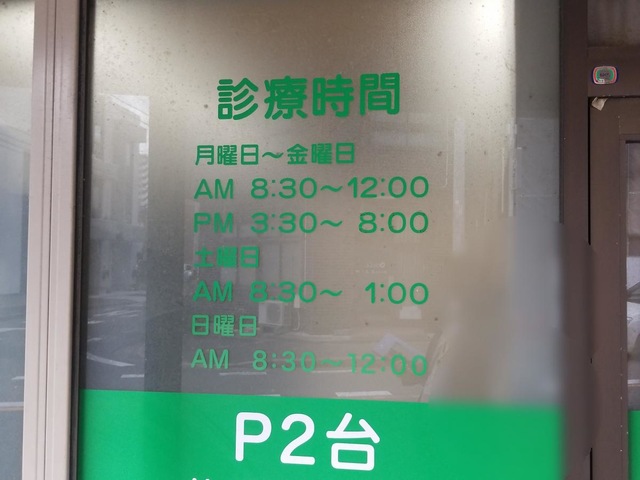 診療時間
月曜日～金曜日
AM 8:30～12:00
PM 3:30～ 8:00
土曜日
AM 8:30～ 1:00
日曜日
AM 8:30～12:00
P2台